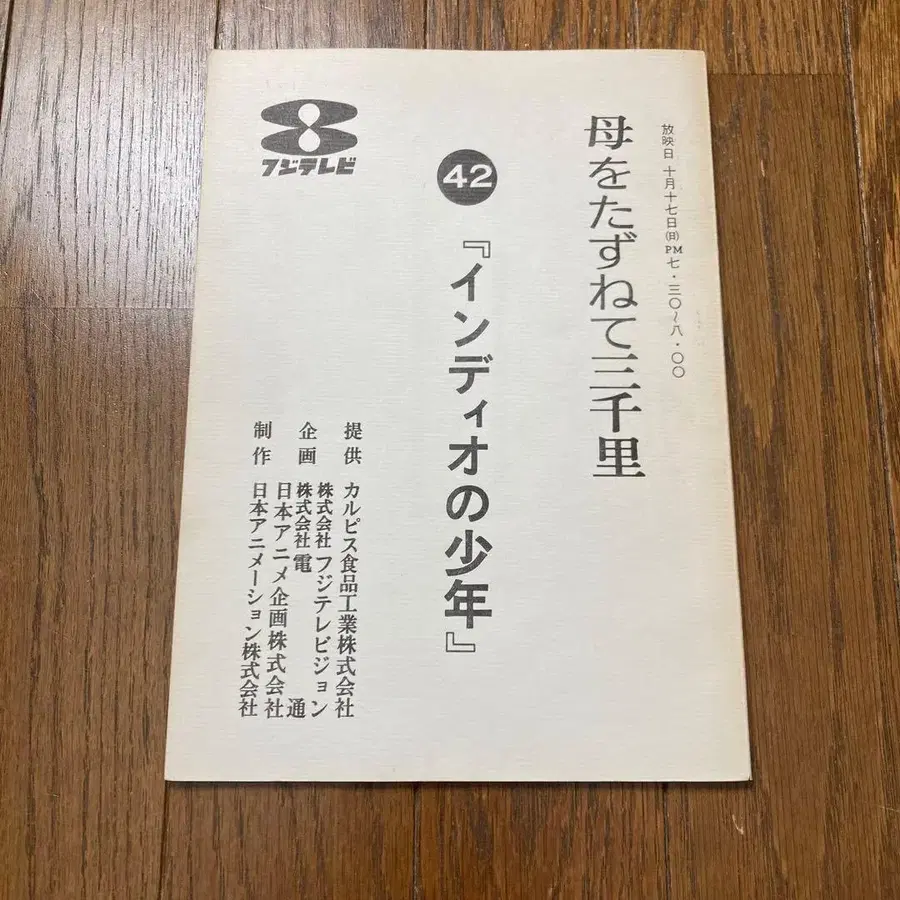 放映日 十月十七日(日)PM七・三〇〜八・〇〇
母をたずねて三千里
42
『インディオの少年』
フジテレビ
提供 カルピス食品工業株式会社
企画 株式会社フジテレビジョン
株式会社電通
日本アニメ企画株式会社
制作 日本アニメーション株式会社